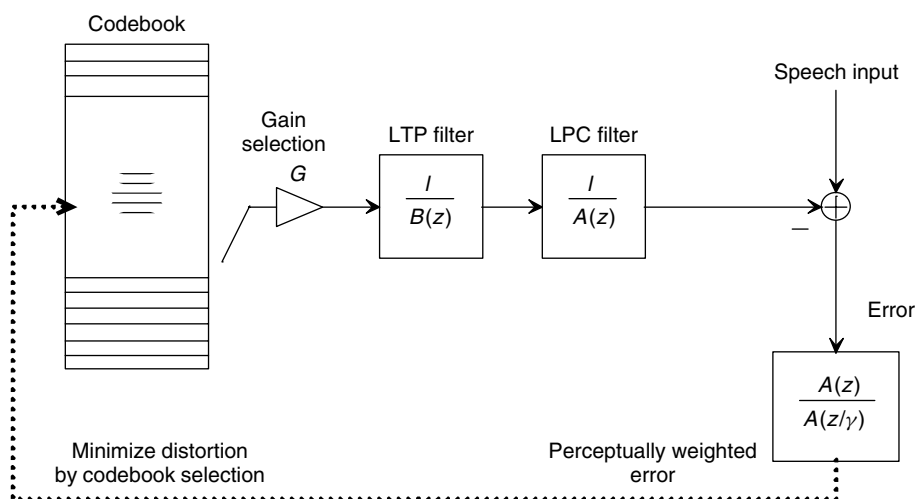 Codebook
Speech input
Gain
selection
G
LTP filter
LPC filter
I
B(z)
I
A(z)
+
–
Error
A(z)
A(z/γ)
Minimize distortion
by codebook selection
Perceptually weighted
error